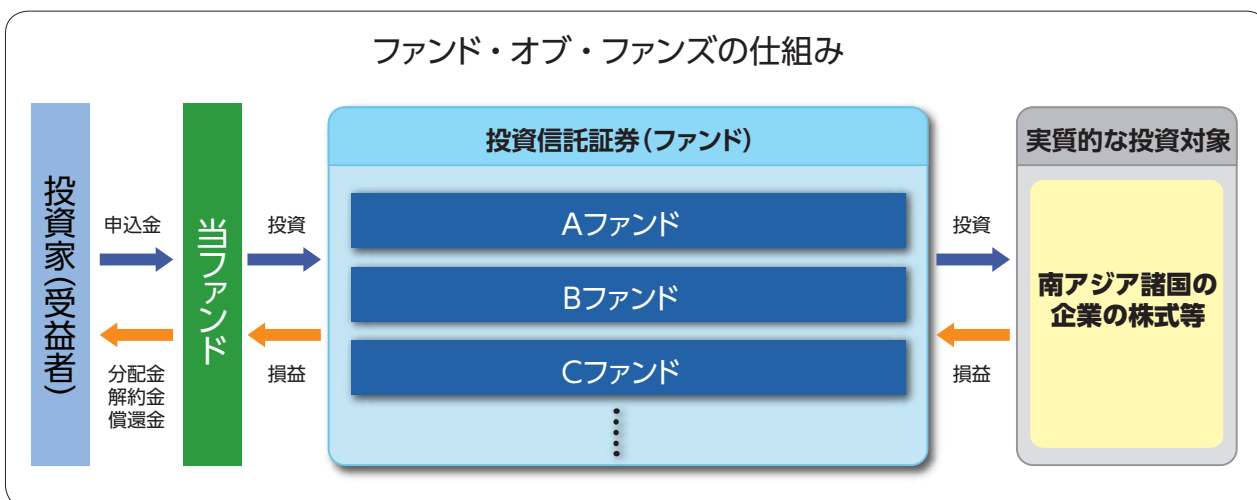 ファンド・オブ・ファンズの仕組み
投資家(受益者)
申込金
分配金
解約金
償還金
当ファンド
投資
損益
投資信託証券(ファンド)
Aファンド
Bファンド
Cファンド
投資
損益
実質的な投資対象
南アジア諸国の
企業の株式等